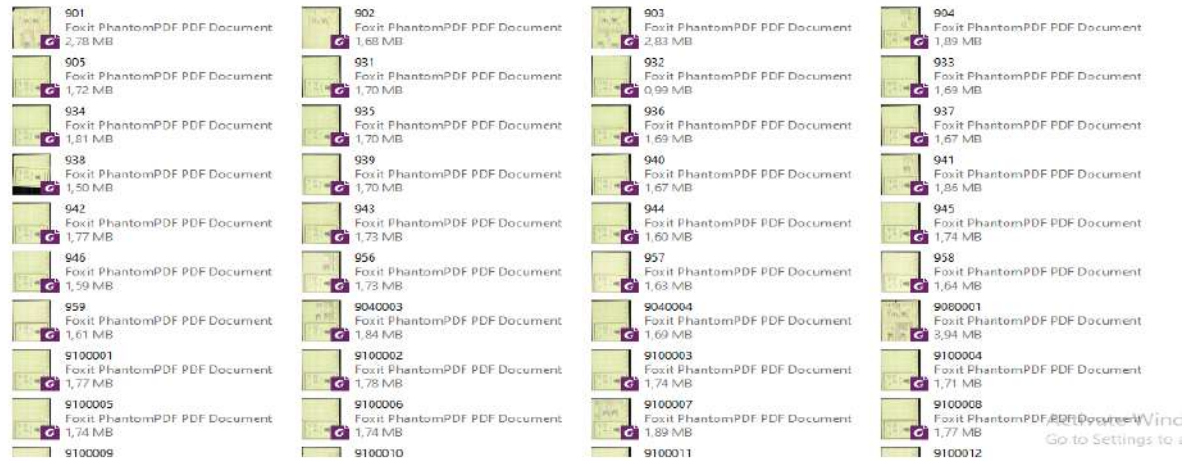 901
Foxit PhantomPDF PDF Document
2,78 MB
902
Foxit PhantomPDF PDF Document
1,68 MB
903
Foxit PhantomPDF PDF Document
2,83 MB
904
Foxit PhantomPDF PDF Document
1,89 MB
905
Foxit PhantomPDF PDF Document
1,72 MB
931
Foxit PhantomPDF PDF Document
1,70 MB
932
Foxit PhantomPDF PDF Document
0,99 MB
933
Foxit PhantomPDF PDF Document
1,69 MB
934
Foxit PhantomPDF PDF Document
1,81 MB
935
Foxit PhantomPDF PDF Document
1,70 MB
936
Foxit PhantomPDF PDF Document
1,69 MB
937
Foxit PhantomPDF PDF Document
1,67 MB
938
Foxit PhantomPDF PDF Document
1,50 MB
939
Foxit PhantomPDF PDF Document
1,70 MB
940
Foxit PhantomPDF PDF Document
1,67 MB
941
Foxit PhantomPDF PDF Document
1,86 MB
942
Foxit PhantomPDF PDF Document
1,77 MB
943
Foxit PhantomPDF PDF Document
1,73 MB
944
Foxit PhantomPDF PDF Document
1,60 MB
945
Foxit PhantomPDF PDF Document
1,74 MB
946
Foxit PhantomPDF PDF Document
1,59 MB
956
Foxit PhantomPDF PDF Document
1,73 MB
957
Foxit PhantomPDF PDF Document
1,63 MB
958
Foxit PhantomPDF PDF Document
1,64 MB
959
Foxit PhantomPDF PDF Document
1,61 MB
9040003
Foxit PhantomPDF PDF Document
1,84 MB
9040004
Foxit PhantomPDF PDF Document
1,69 MB
9080001
Foxit PhantomPDF PDF Document
3,94 MB
9100001
Foxit PhantomPDF PDF Document
1,77 MB
9100002
Foxit PhantomPDF PDF Document
1,78 MB
9100003
Foxit PhantomPDF PDF Document
1,74 MB
9100004
Foxit PhantomPDF PDF Document
1,71 MB
9100005
Foxit PhantomPDF PDF Document
1,74 MB
9100006
Foxit PhantomPDF PDF Document
1,74 MB
9100007
Foxit PhantomPDF PDF Document
1,89 MB
9100008
Foxit PhantomPDF PDF Document
1,77 MB
Activate Wind
Go to Settings to a
9100009
9100010
9100011
9100012